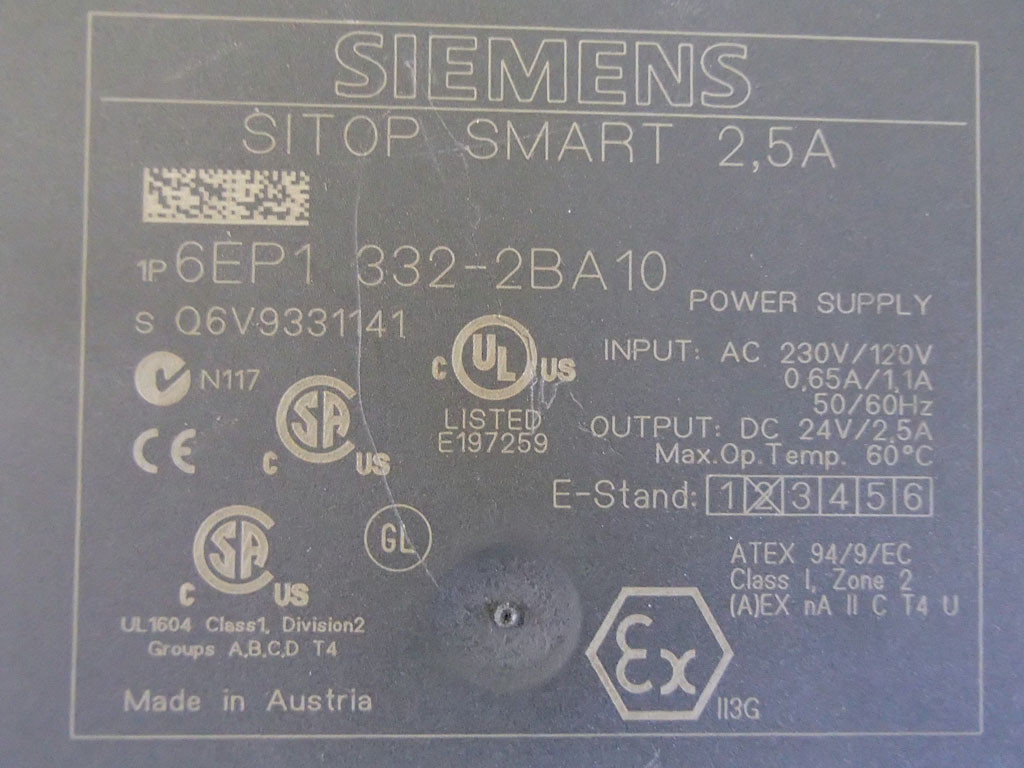 SIEMENS
SITOP SMART 2,5A
1P 6EP1 332-2BA10
S Q6V9331141
POWER SUPPLY
N117
C UL US
LISTED
E197259
INPUT: AC 230V/120V
0,65A/1,1A
50/60Hz
OUTPUT: DC 24V/2,5A
Max.Op.Temp. 60°C
CE
C SA US
E-Stand: 1 2 3 4 5 6
GL
C SA US
UL1604 Class1, Division2
Groups A,B,C,D T4
ATEX 94/9/EC
Class I, Zone 2
(A)EX nA II C T4 U
Ex
II3G
Made in Austria